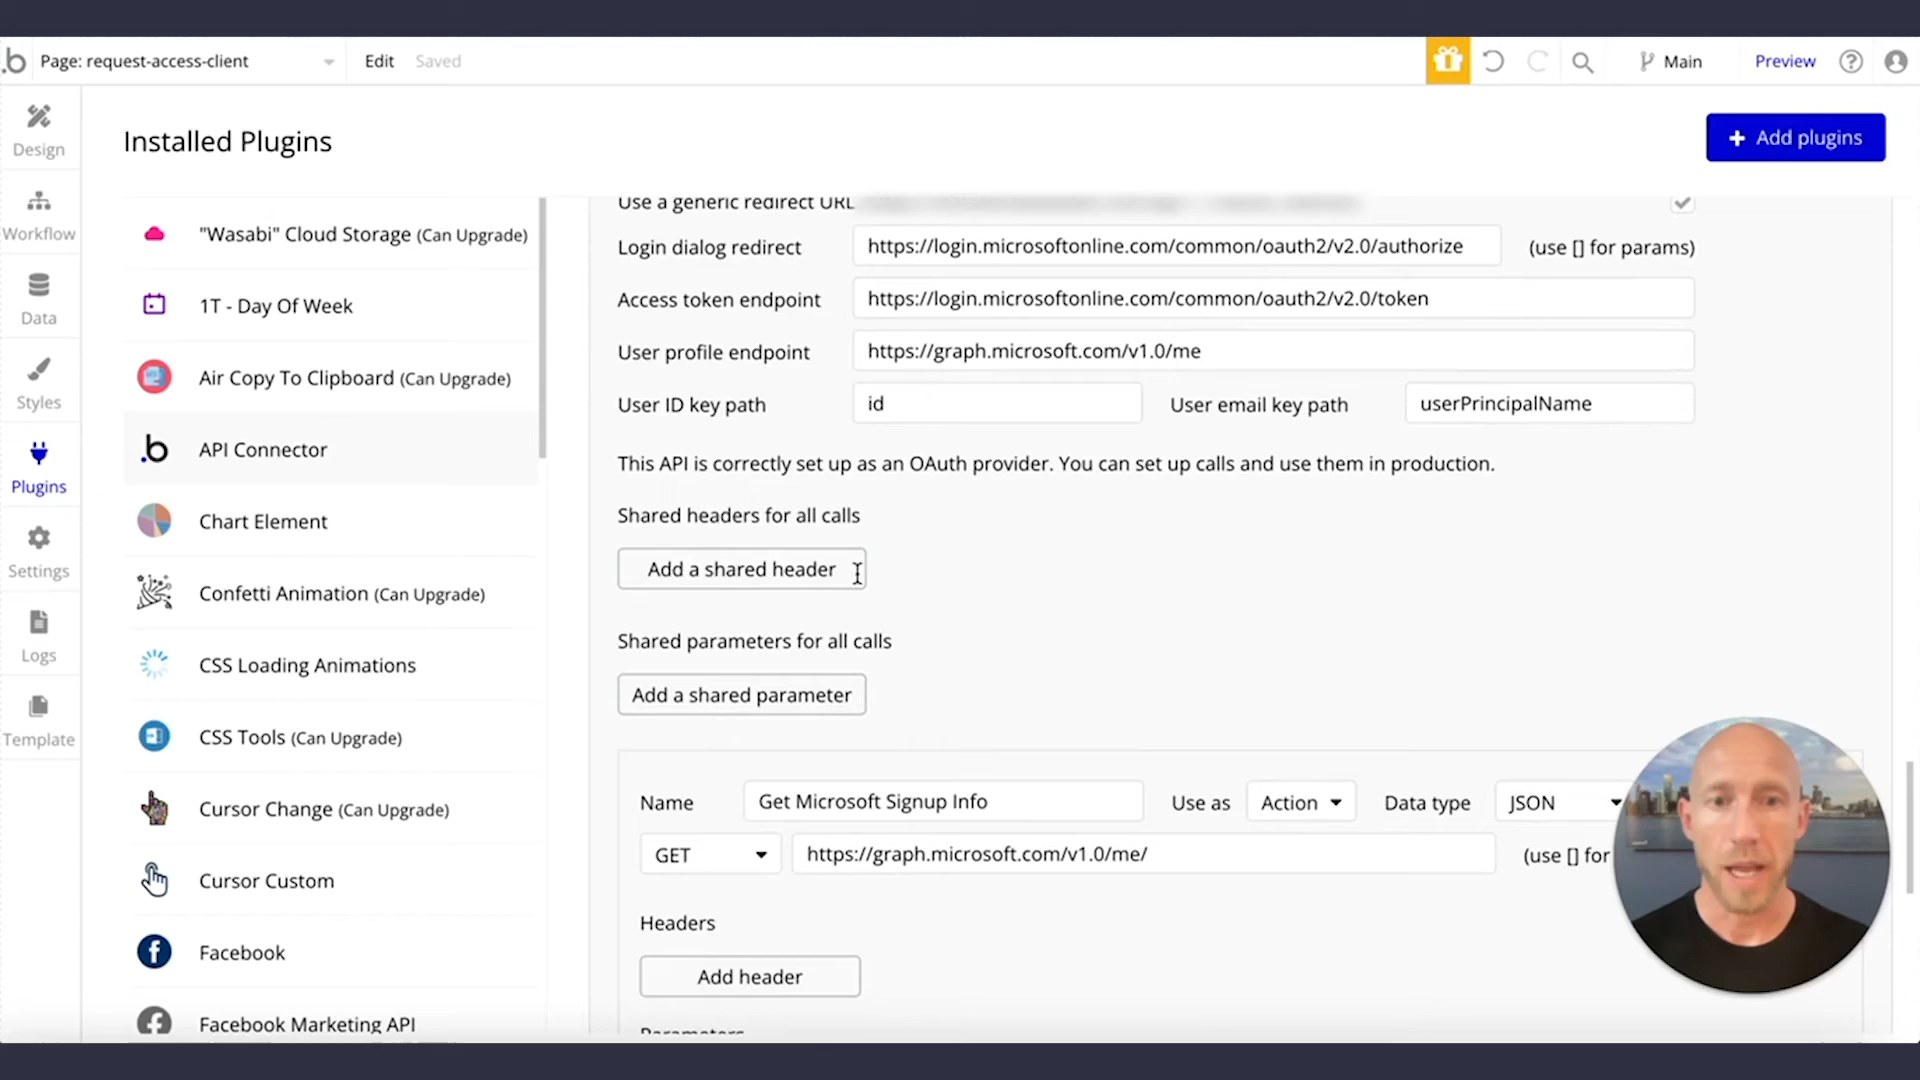 .b Page: request-access-client Edit Saved Main Preview ?
Design
Workflow
Data
Styles
Plugins
Settings
Logs
Template
Installed Plugins
+ Add plugins
"Wasabi" Cloud Storage (Can Upgrade)
1T - Day Of Week
Air Copy To Clipboard (Can Upgrade)
.b API Connector
Chart Element
Confetti Animation (Can Upgrade)
CSS Loading Animations
CSS Tools (Can Upgrade)
Cursor Change (Can Upgrade)
Cursor Custom
Facebook
Facebook Marketing API
Use a generic redirect URL
Login dialog redirect https://login.microsoftonline.com/common/oauth2/v2.0/authorize (use [] for params)
Access token endpoint https://login.microsoftonline.com/common/oauth2/v2.0/token
User profile endpoint https://graph.microsoft.com/v1.0/me
User ID key path id User email key path userPrincipalName
This API is correctly set up as an OAuth provider. You can set up calls and use them in production.
Shared headers for all calls
Add a shared header
Shared parameters for all calls
Add a shared parameter
Name Get Microsoft Signup Info Use as Action Data type JSON
GET https://graph.microsoft.com/v1.0/me/ (use [] for
Headers
Add header
Parameters